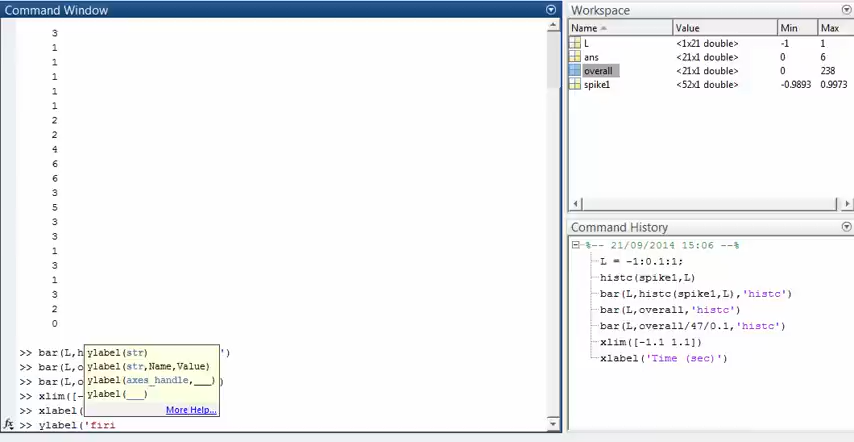 Command Window
3
1
1
1
1
1
2
2
4
6
6
3
5
3
3
1
3
1
3
2
0
>> bar(L,h
')
>> bar(L,o
>> bar(L,o
)
>> xlim([-
>> xlabel(
fx >> ylabel('firi
ylabel(str)
ylabel(str,Name,Value)
ylabel(axes_handle,___)
ylabel(___)
More Help...
Workspace
Name Value Min Max
L <1x21 double> -1 1
ans <21x1 double> 0 6
overall <21x1 double> 0 238
spike1 <52x1 double> -0.9893 0.9973
Command History
%-- 21/09/2014 15:06 --%
L = -1:0.1:1;
histc(spike1,L)
bar(L,histc(spike1,L),'histc')
bar(L,overall,'histc')
bar(L,overall/47/0.1,'histc')
xlim([-1.1 1.1])
xlabel('Time (sec)')